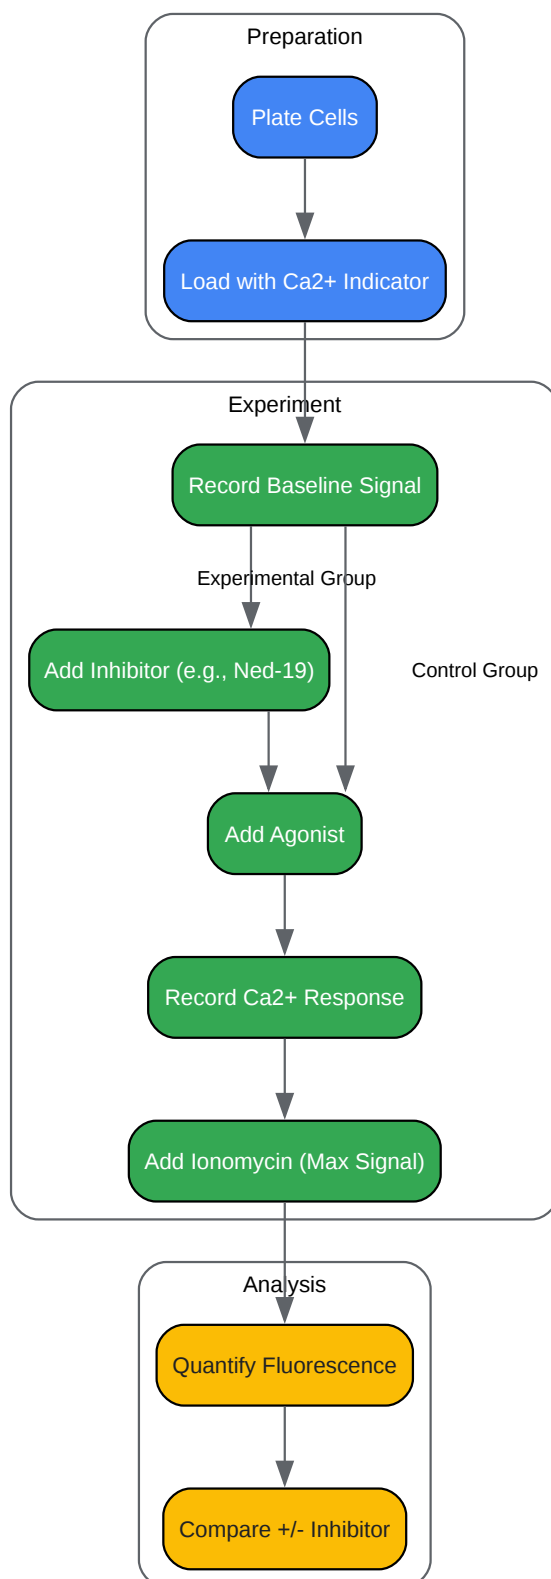 Preparation
Plate Cells
Load with Ca2+ Indicator
Experiment
Record Baseline Signal
Experimental Group
Add Inhibitor (e.g., Ned-19)
Control Group
Add Agonist
Record Ca2+ Response
Add Ionomycin (Max Signal)
Analysis
Quantify Fluorescence
Compare +/- Inhibitor